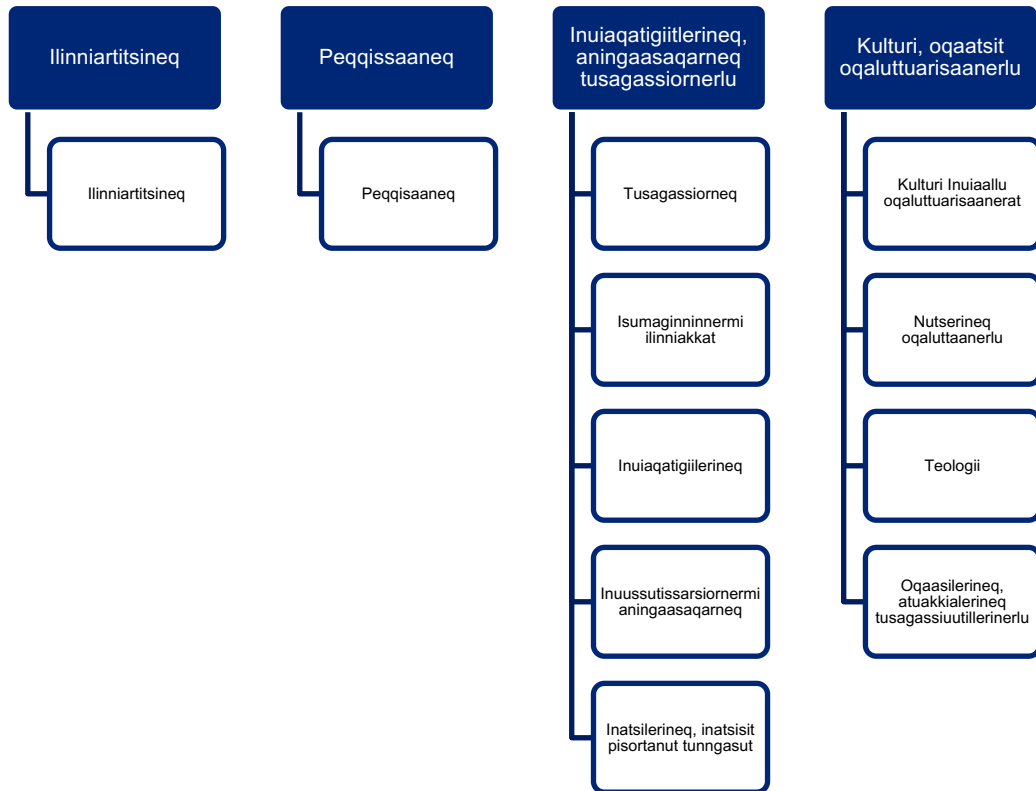 Ilinniartitsineq
Ilinniartitsineq
Peqqissaaneq
Peqqisaaneq
Inuiaqatigiitlerineq,
aningaasaqarneq
tusagassiornerlu
Tusagassiorneq
Isumaginninnermi
ilinniakkat
Inuiaqatigiilerineq
Inuussutissarsiornermi
aningaasaqarneq
Inatsilerineq, inatsisit
pisortanut tunngasut
Kulturi, oqaatsit
oqaluttuarisaanerlu
Kulturi Inuiaallu
oqaluttuarisaanerat
Nutserineq
oqaluttaanerlu
Teologii
Oqaasilerineq,
atuakkialerineq
tusagassiuutillerinerlu